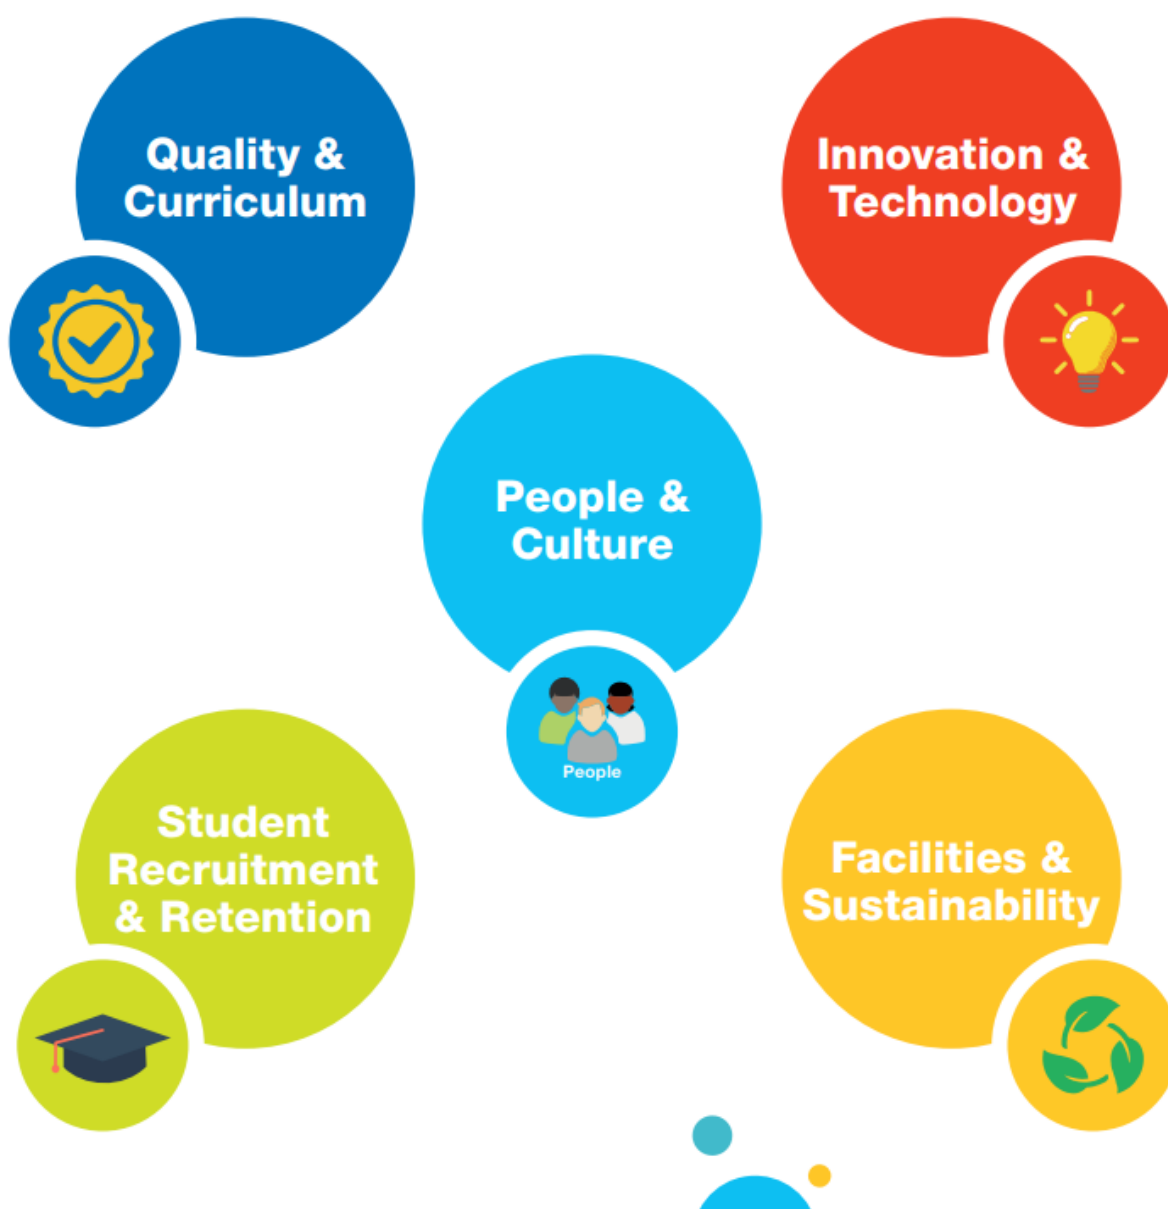 Quality &
Curriculum
Innovation &
Technology
People &
Culture
People
Student
Recruitment
& Retention
Facilities &
Sustainability